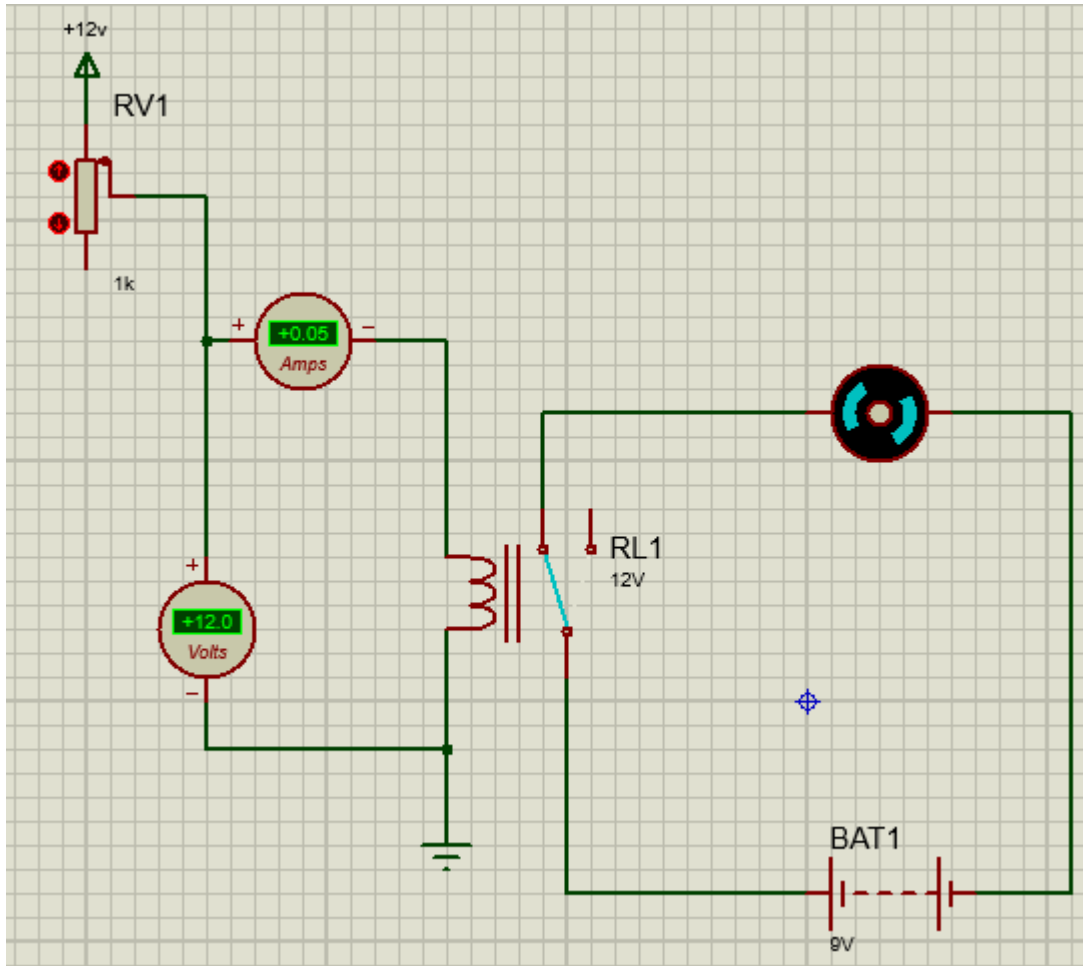 +12v
RV1
1k
+
+0.05
−
Amps
+
+12.0
Volts
−
RL1
12V
BAT1
9V